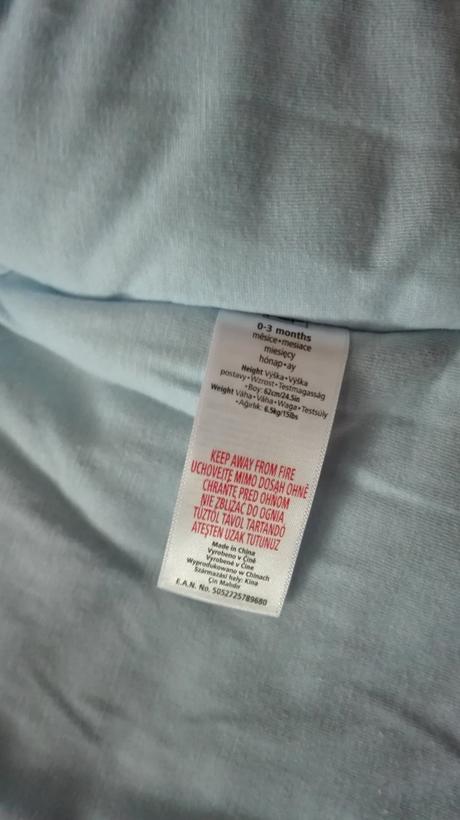 0-3 months
měsíce•mesiace
miesięcy
hónap•ay
Height Výška•Výška
postavy•Wzrost•Testmagasság
•Boy: 62cm/24.5in
Weight Váha•Váha•Waga•Testsúly
•Ağırlık: 6.5kg/15lbs
KEEP AWAY FROM FIRE
UCHOVEJTE MIMO DOSAH OHNĚ
CHRÁNTE PRED OHŇOM
NIE ZBLIŻAĆ DO OGNIA
TŰZTŐL TÁVOL TARTANDÓ
ATEŞTEN UZAK TUTUNUZ
Made in China
Vyrobeno v Číně
Vyrobené v Číne
Wyprodukowano w Chinach
Származási hely: Kína
Çin Malıdır
E.A.N. No. 5052725789680